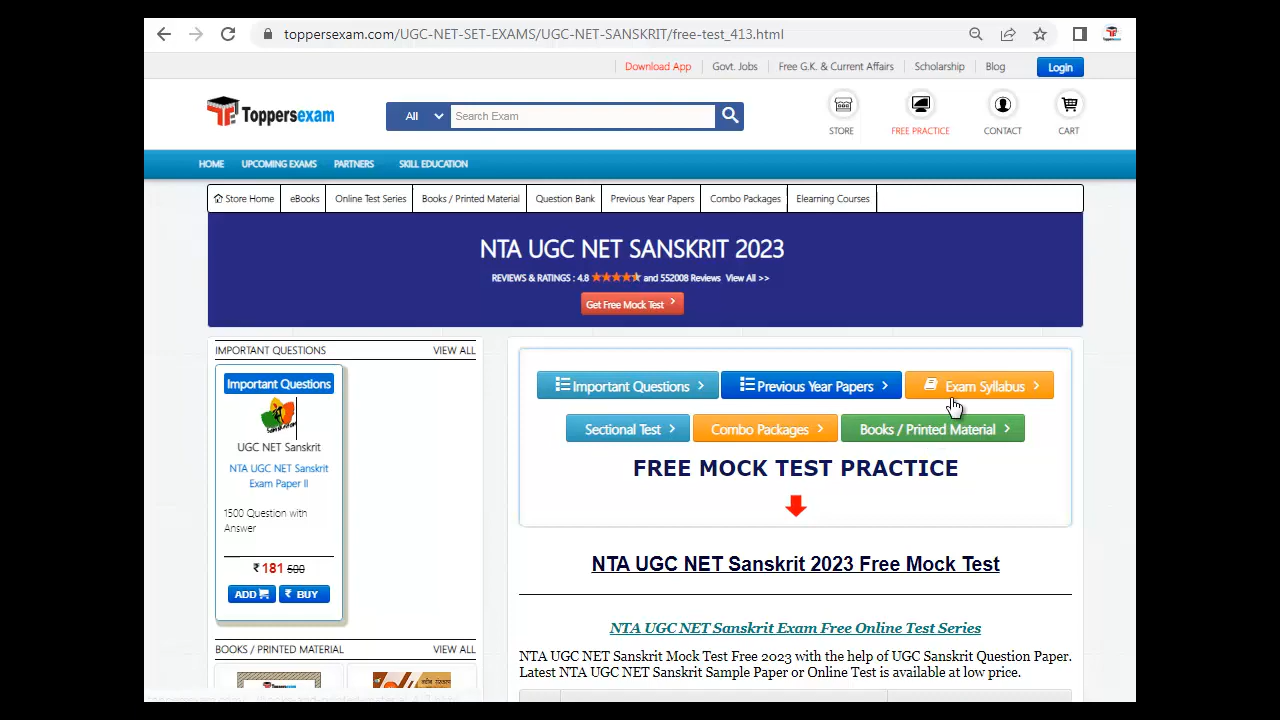 toppersexam.com/UGC-NET-SET-EXAMS/UGC-NET-SANSKRIT/free-test_413.html
Download App Govt. Jobs Free G.K. & Current Affairs Scholarship Blog Login
Toppersexam All Search Exam
STORE FREE PRACTICE CONTACT CART
HOME UPCOMING EXAMS PARTNERS SKILL EDUCATION
Store Home eBooks Online Test Series Books / Printed Material Question Bank Previous Year Papers Combo Packages Elearning Courses
NTA UGC NET SANSKRIT 2023
REVIEWS & RATINGS : 4.8 and 552008 Reviews View All >>
Get Free Mock Test
IMPORTANT QUESTIONS VIEW ALL
Important Questions
UGC NET Sanskrit
NTA UGC NET Sanskrit
Exam Paper II
1500 Question with
Answer
₹ 181 500
ADD ₹ BUY
BOOKS / PRINTED MATERIAL VIEW ALL
Important Questions Previous Year Papers Exam Syllabus
Sectional Test Combo Packages Books / Printed Material
FREE MOCK TEST PRACTICE
NTA UGC NET Sanskrit 2023 Free Mock Test
NTA UGC NET Sanskrit Exam Free Online Test Series
NTA UGC NET Sanskrit Mock Test Free 2023 with the help of UGC Sanskrit Question Paper.
Latest NTA UGC NET Sanskrit Sample Paper or Online Test is available at low price.